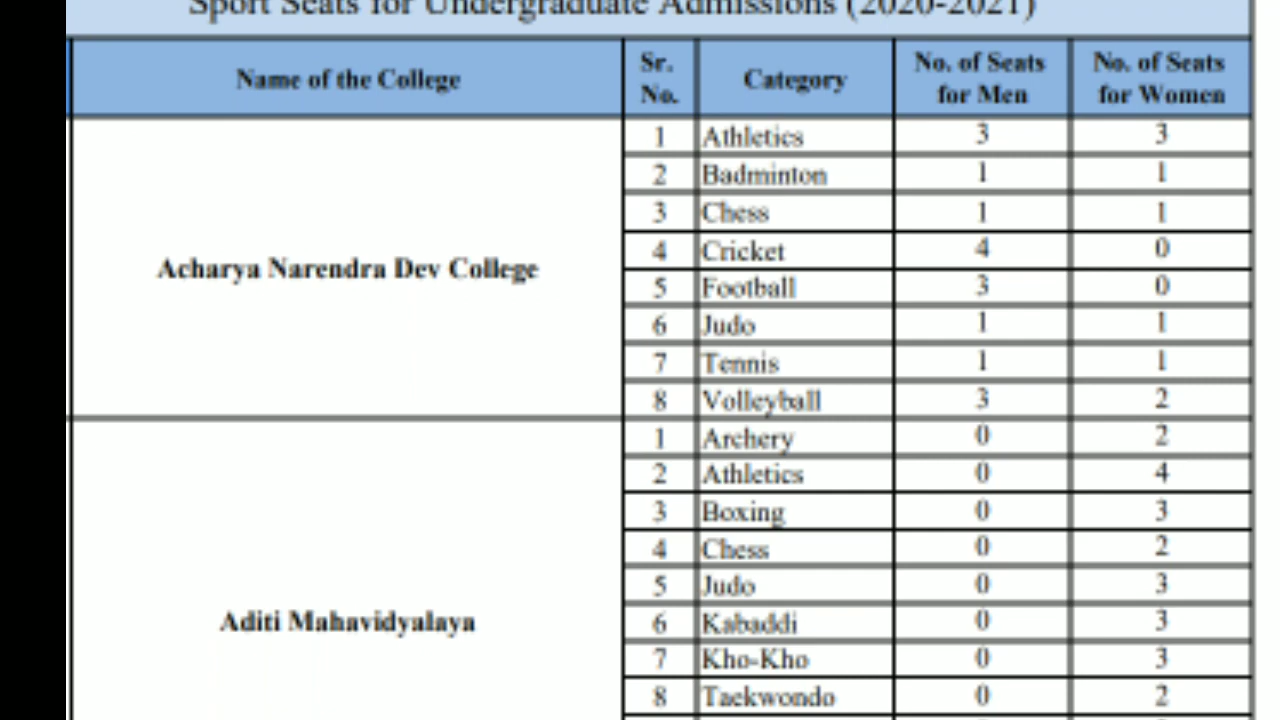 Sport Seats for Undergraduate Admissions (2020-2021)
Name of the College Sr. No. Category No. of Seats for Men No. of Seats for Women
Acharya Narendra Dev College
1 Athletics 3 3
2 Badminton 1 1
3 Chess 1 1
4 Cricket 4 0
5 Football 3 0
6 Judo 1 1
7 Tennis 1 1
8 Volleyball 3 2
Aditi Mahavidyalaya
1 Archery 0 2
2 Athletics 0 4
3 Boxing 0 3
4 Chess 0 2
5 Judo 0 3
6 Kabaddi 0 3
7 Kho-Kho 0 3
8 Taekwondo 0 2